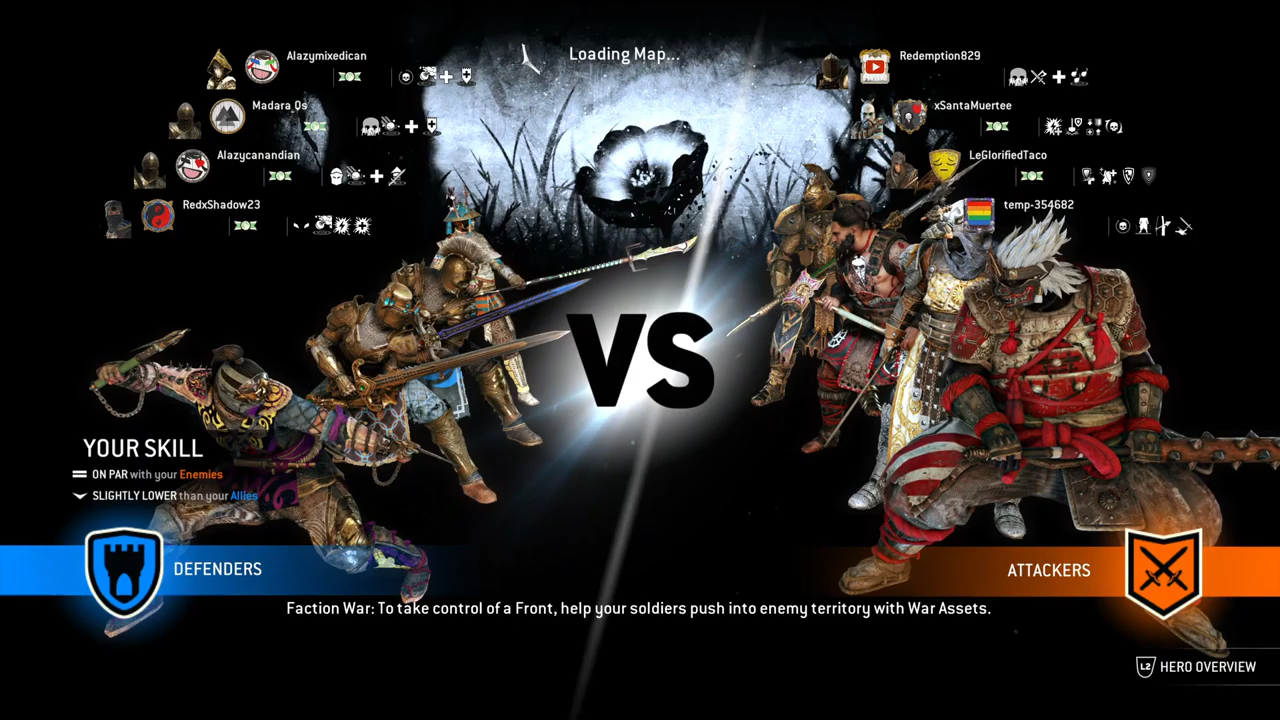 Loading Map...
Alazymixedican
Madara_Qs
Alazycanandian
RedxShadow23
Redemption829
xSantaMuertee
LeGlorifiedTaco
temp-354682
VS
YOUR SKILL
ON PAR with your Enemies
SLIGHTLY LOWER than your Allies
DEFENDERS
ATTACKERS
Faction War: To take control of a Front, help your soldiers push into enemy territory with War Assets.
L2 HERO OVERVIEW